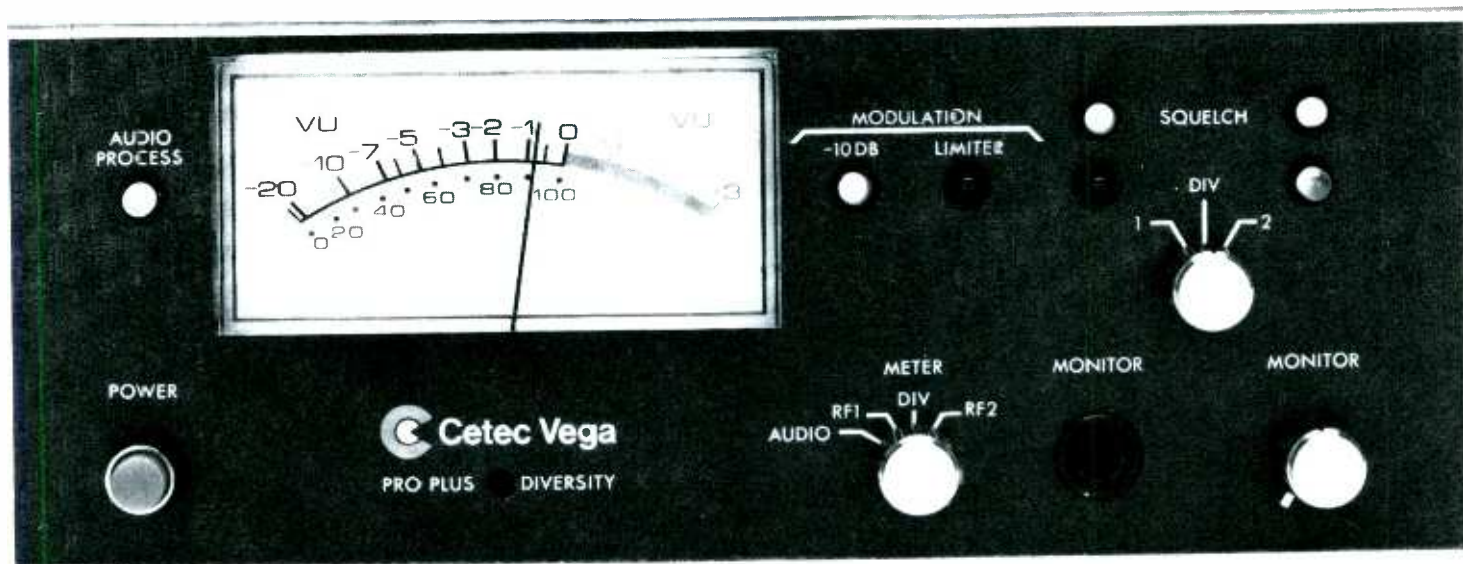 AUDIO
PROCESS
VU
VU
-20
10
-7
-5
-3
-2
-1
0
3
0
20
40
60
80
100
MODULATION
-10 DB
LIMITER
SQUELCH
1
DIV
2
POWER
Cetec Vega
PRO PLUS DIVERSITY
METER
AUDIO
RF1
DIV
RF2
MONITOR
MONITOR